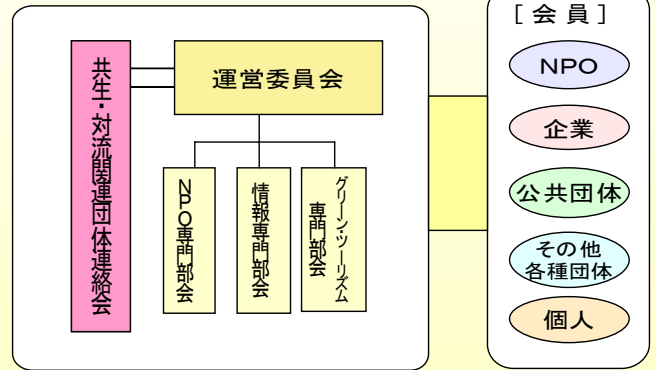 共生・対流関連団体連絡会
運営委員会
NPO専門部会
情報専門部会
グリーン・ツーリズム
専門部会
［会員］
NPO
企業
公共団体
その他
各種団体
個人